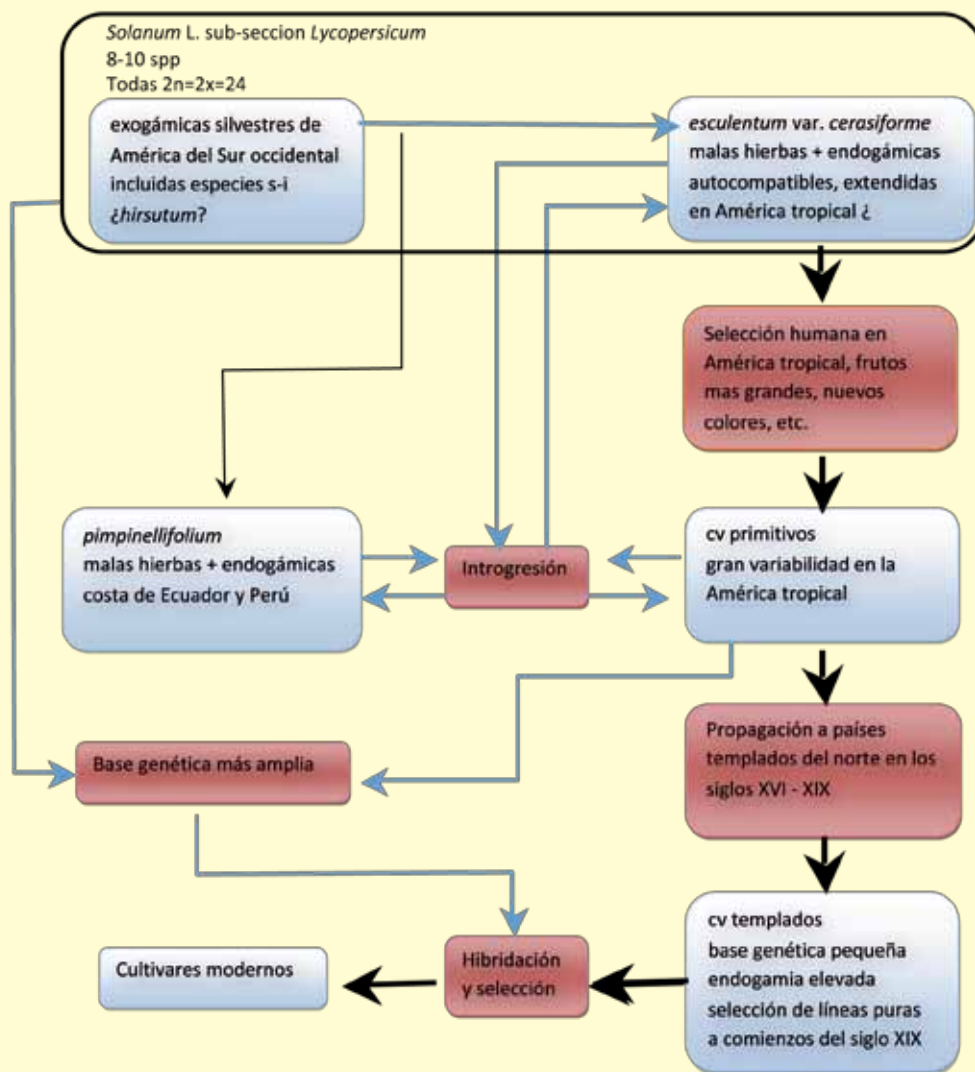 Solanum L. sub-seccion Lycopersicum
8-10 spp
Todas 2n=2x=24
exogámicas silvestres de
América del Sur occidental
incluidas especies s-i
¿hirsutum?
esculentum var. cerasiforme
malas hierbas + endogámicas
autocompatibles, extendidas
en América tropical ¿
Selección humana en
América tropical, frutos
mas grandes, nuevos
colores, etc.
pimpinellifolium
malas hierbas + endogámicas
costa de Ecuador y Perú
Introgresión
cv primitivos
gran variabilidad en la
América tropical
Base genética más amplia
Propagación a países
templados del norte en los
siglos XVI - XIX
Cultivares modernos
Hibridación
y selección
cv templados
base genética pequeña
endogamia elevada
selección de líneas puras
a comienzos del siglo XIX